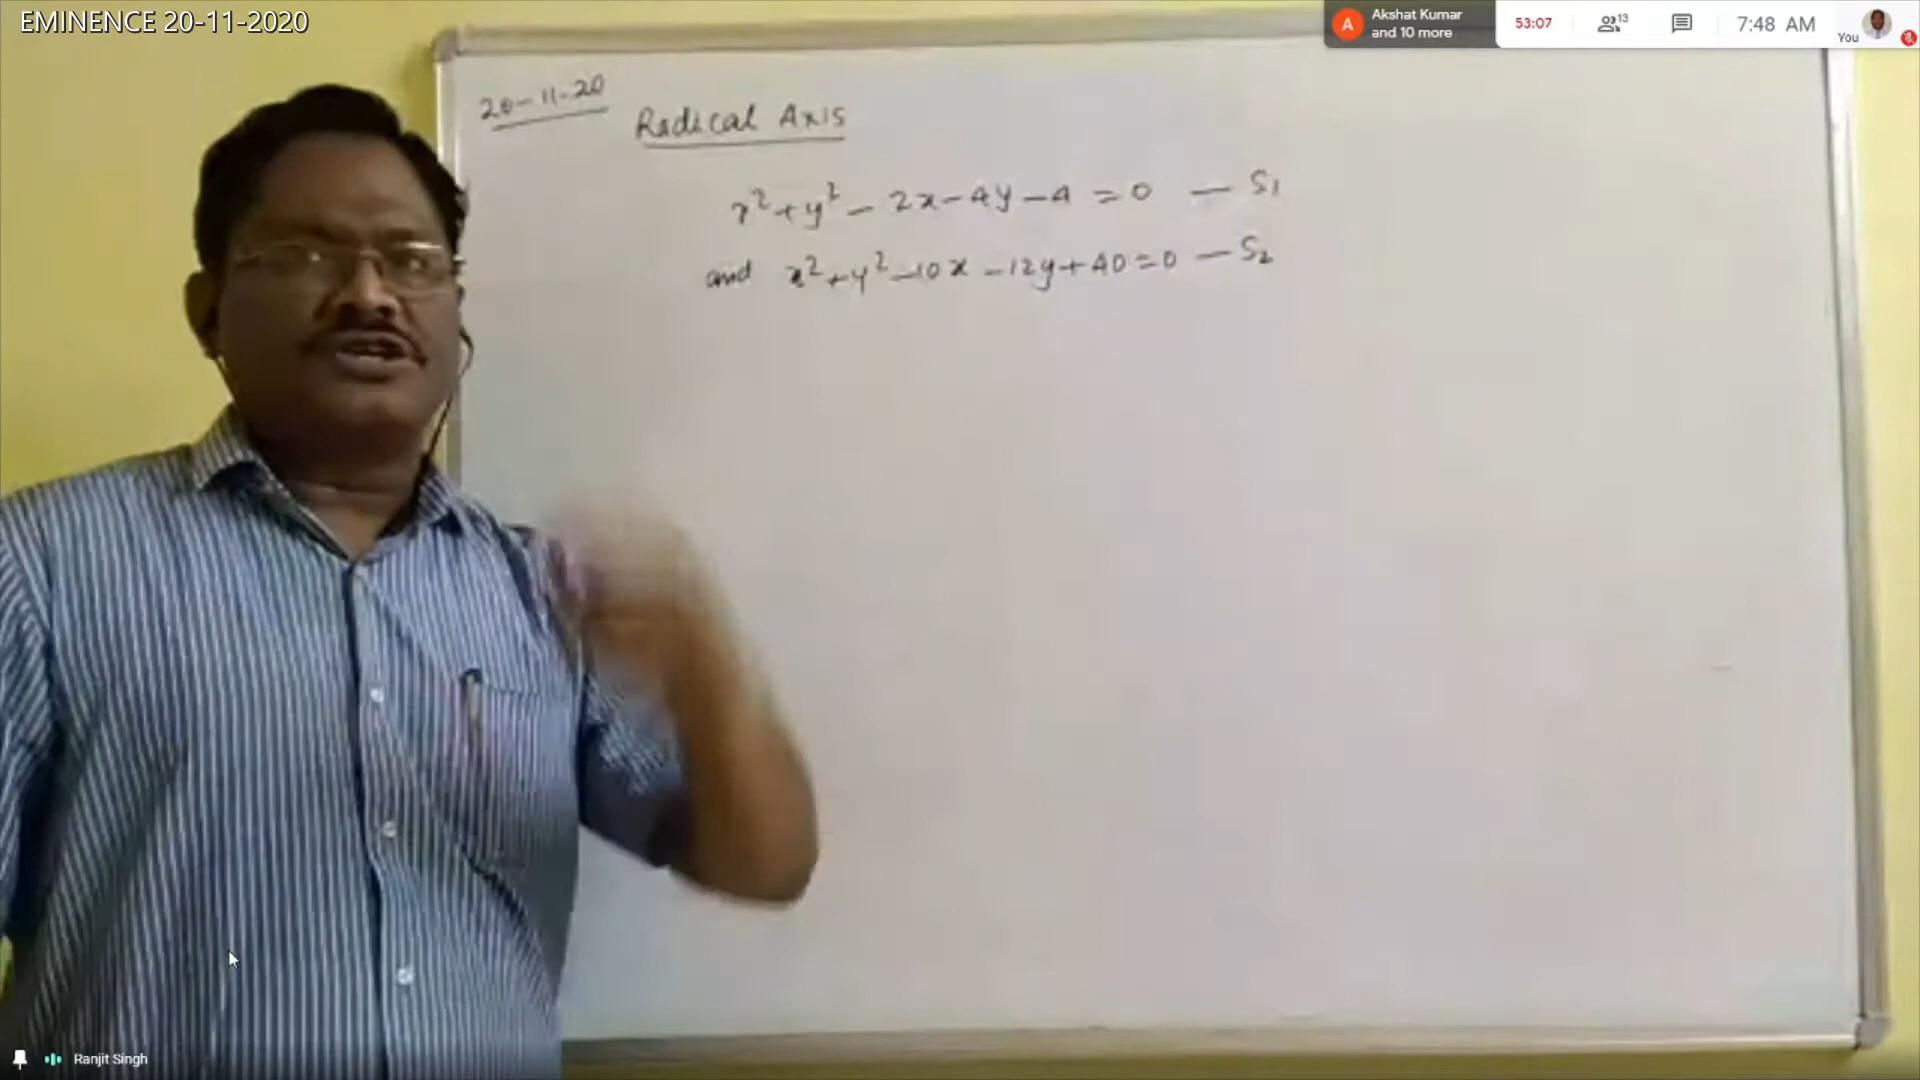 EMINENCE 20-11-2020
Akshat Kumar
and 10 more
A
53:07
13
7:48 AM
You
20-11-20
Radical Axis
x²+y²-2x-4y-4=0 — S₁
and x²+y²-10x-12y+40=0 — S₂
Ranjit Singh